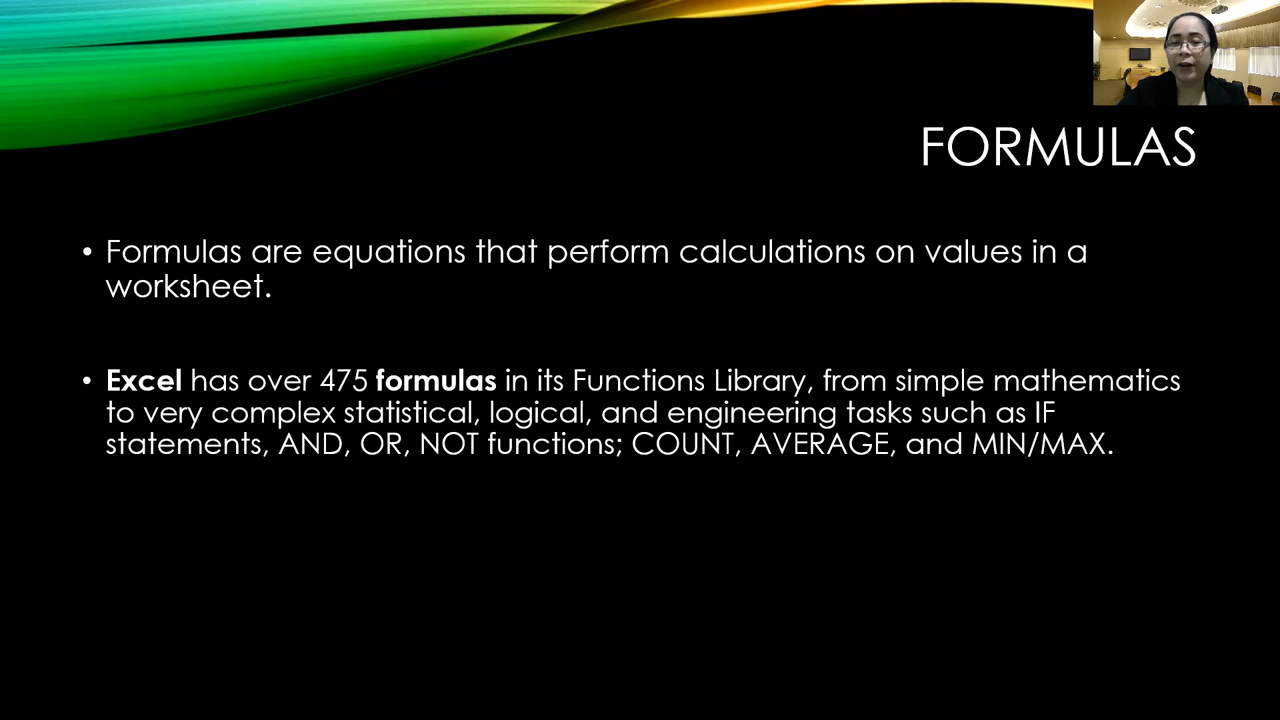 FORMULAS
• Formulas are equations that perform calculations on values in a
worksheet.
• Excel has over 475 formulas in its Functions Library, from simple mathematics
to very complex statistical, logical, and engineering tasks such as IF
statements, AND, OR, NOT functions; COUNT, AVERAGE, and MIN/MAX.